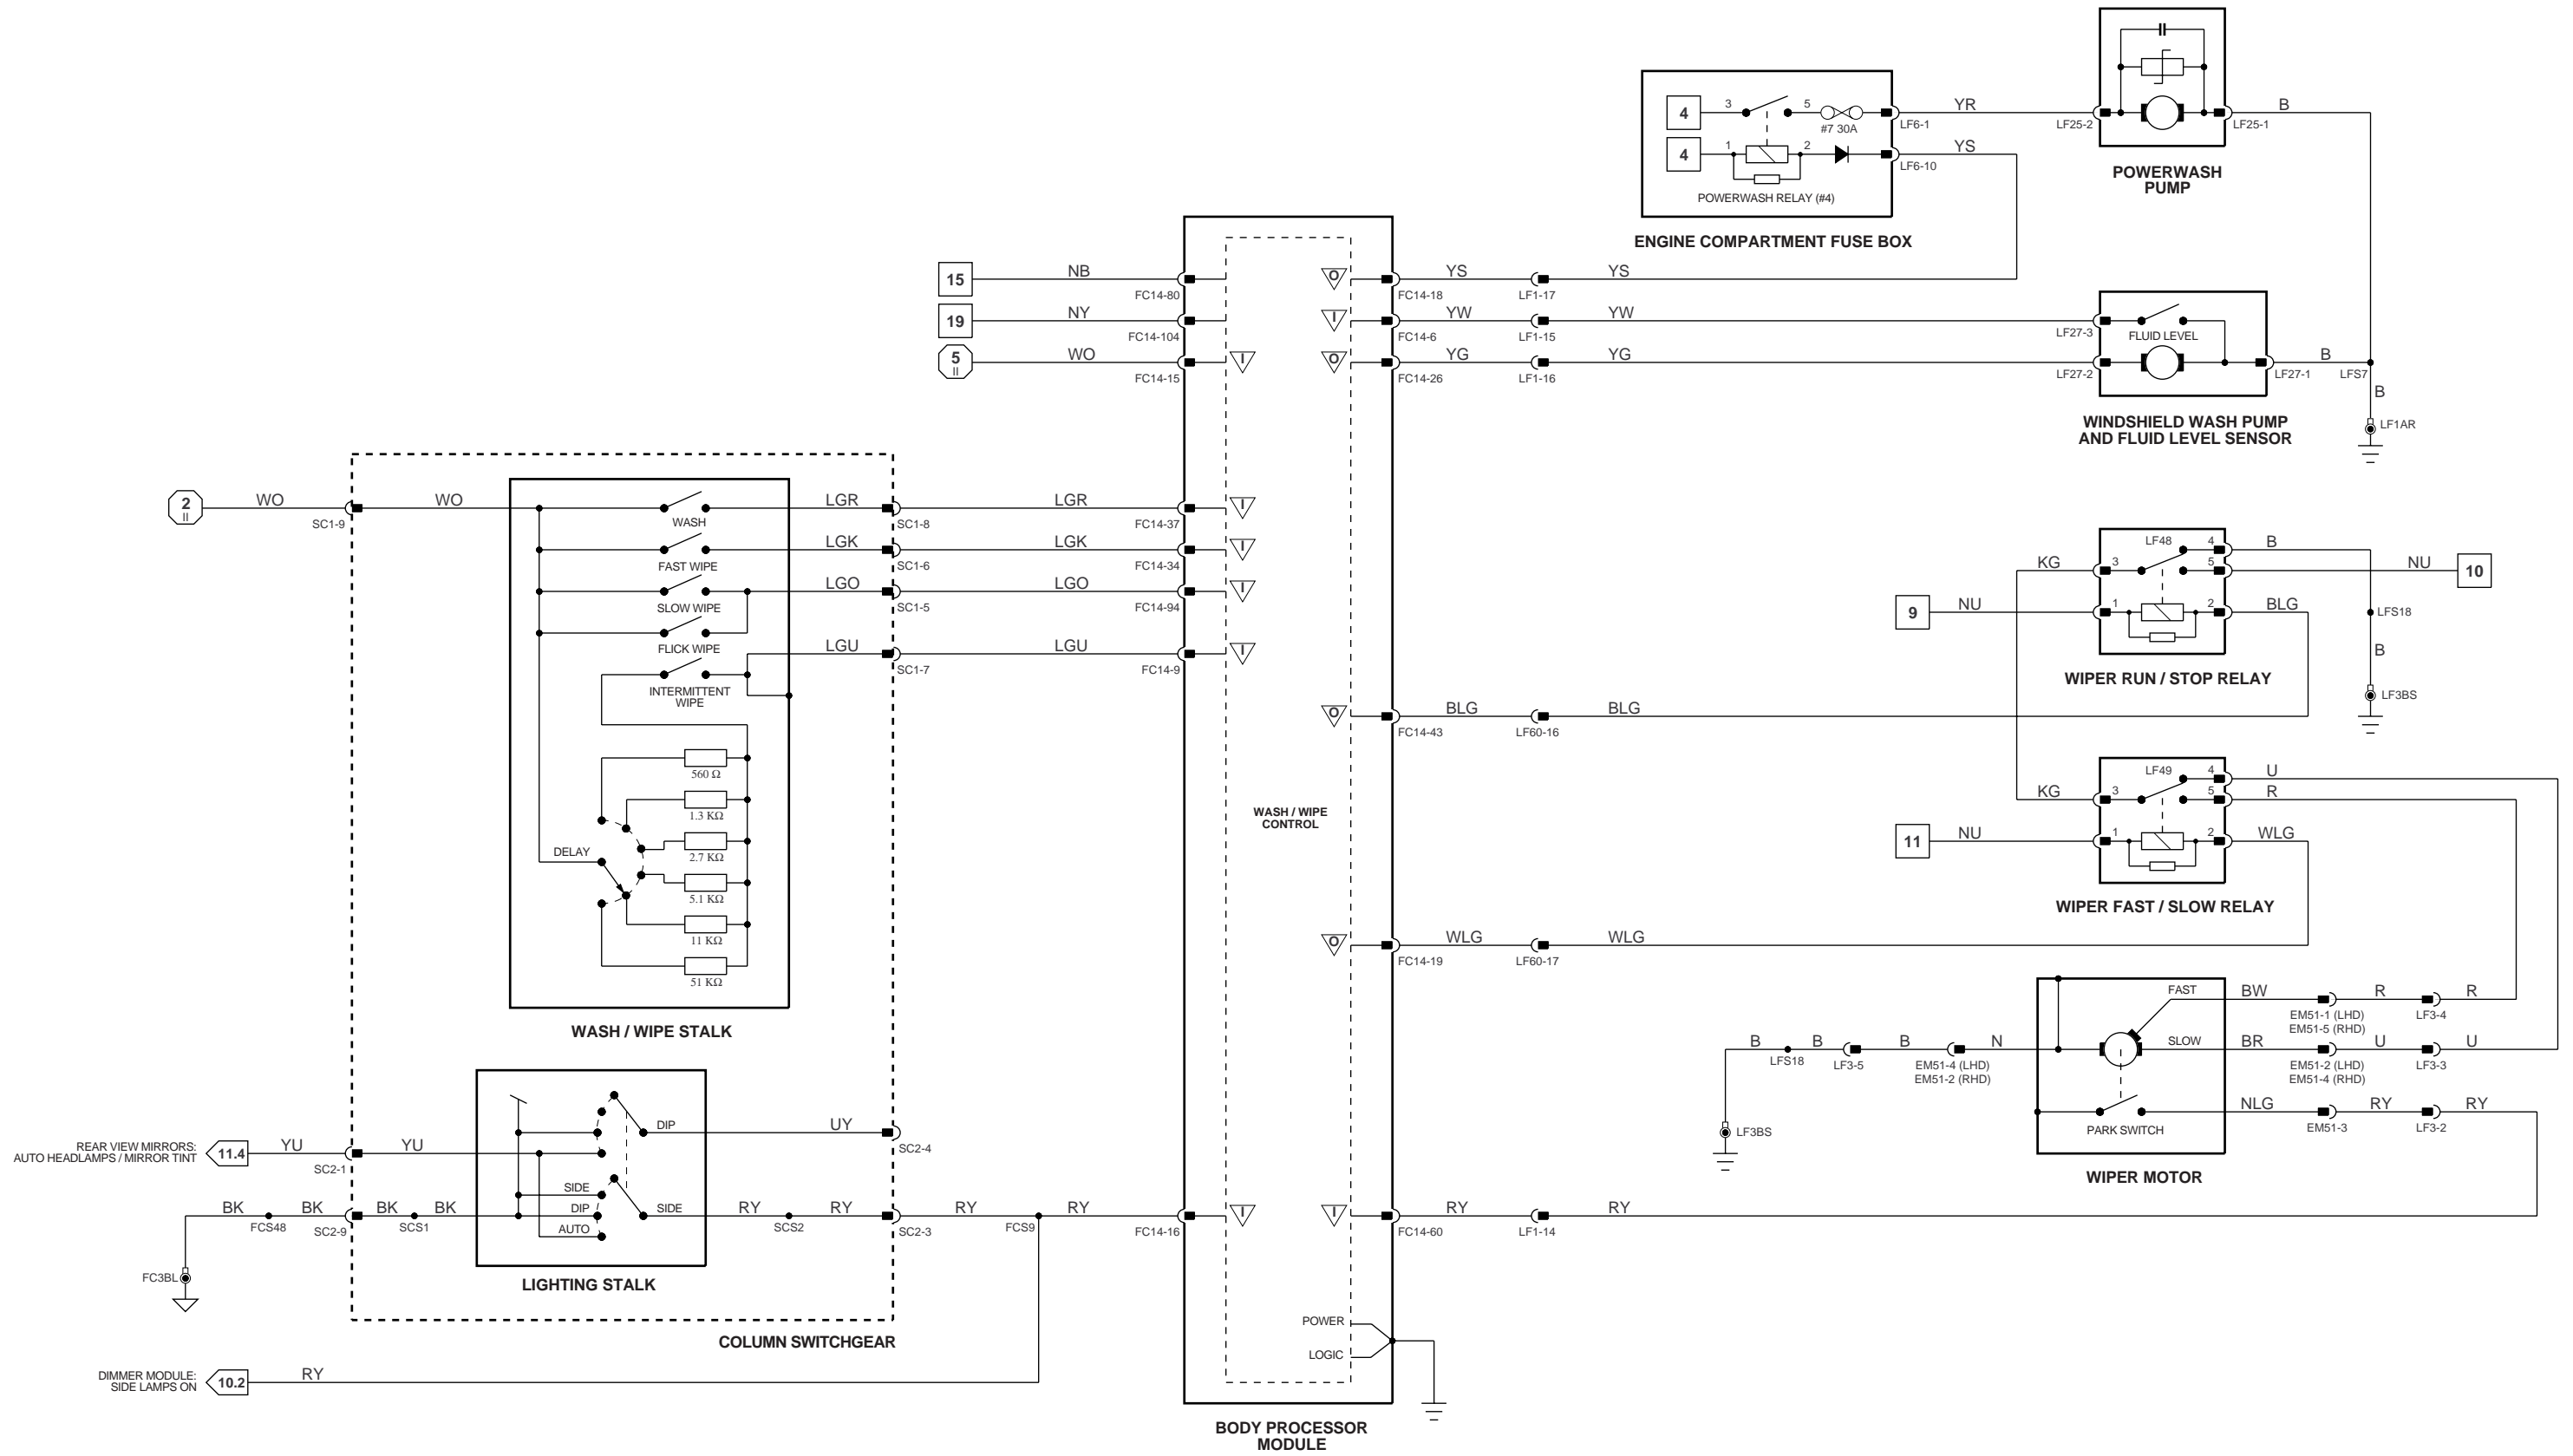 4
3
5
#7 30A
LF6-1
YR
LF25-2
LF25-1
B
4
1
2
LF6-10
YS
POWERWASH RELAY (#4)
ENGINE COMPARTMENT FUSE BOX
POWERWASH
PUMP
15
NB
FC14-80
O
FC14-18
YS
LF1-17
YS
19
NY
FC14-104
I
FC14-6
YW
LF1-15
YW
LF27-3
FLUID LEVEL
5
II
WO
FC14-15
I
O
FC14-26
YG
LF1-16
YG
LF27-2
LF27-1
B
LFS7
B
LF1AR
WINDSHIELD WASH PUMP
AND FLUID LEVEL SENSOR
2
II
WO
SC1-9
WO
WASH
LGR
SC1-8
LGR
FC14-37
I
FAST WIPE
LGK
SC1-6
LGK
FC14-34
I
SLOW WIPE
LGO
SC1-5
LGO
FC14-94
I
FLICK WIPE
LGU
SC1-7
LGU
FC14-9
I
INTERMITTENT
WIPE
560 Ω
1.3 KΩ
2.7 KΩ
5.1 KΩ
11 KΩ
51 KΩ
DELAY
WASH / WIPE STALK
LF48
4
B
KG
3
5
NU
10
9
NU
1
2
BLG
LFS18
B
LF3BS
WIPER RUN / STOP RELAY
O
FC14-43
BLG
LF60-16
BLG
LF49
4
U
KG
3
5
R
11
NU
1
2
WLG
WIPER FAST / SLOW RELAY
WASH / WIPE
CONTROL
O
FC14-19
WLG
LF60-17
WLG
FAST
BW
EM51-1 (LHD)
EM51-5 (RHD)
R
LF3-4
R
B
LFS18
B
LF3-5
B
EM51-4 (LHD)
EM51-2 (RHD)
N
SLOW
BR
EM51-2 (LHD)
EM51-4 (RHD)
U
LF3-3
U
LF3BS
PARK SWITCH
NLG
EM51-3
RY
LF3-2
RY
WIPER MOTOR
REAR VIEW MIRRORS:
AUTO HEADLAMPS / MIRROR TINT
11.4
YU
SC2-1
YU
DIP
UY
SC2-4
SIDE
DIP
AUTO
SIDE
BK
FCS48
BK
SC2-9
BK
SCS1
BK
RY
SCS2
RY
SC2-3
RY
FCS9
RY
FC14-16
I
I
FC14-60
RY
LF1-14
RY
FC3BL
LIGHTING STALK
COLUMN SWITCHGEAR
POWER
LOGIC
DIMMER MODULE:
SIDE LAMPS ON
10.2
RY
BODY PROCESSOR
MODULE